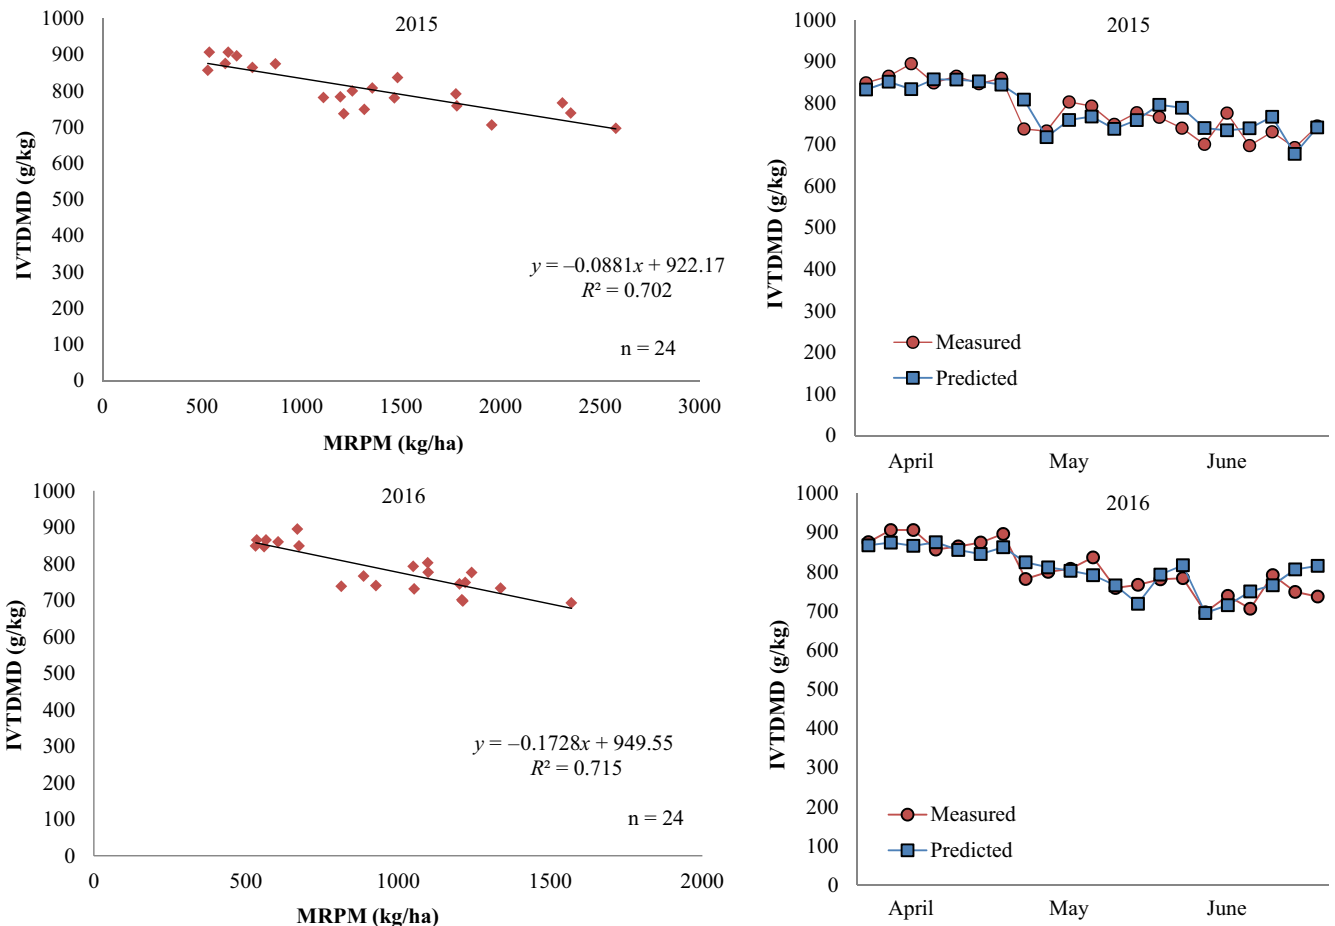 2015
1000
900
800
700
600
500
400
300
200
100
0
IVTDMD (g/kg)
y = –0.0881x + 922.17
R² = 0.702
n = 24
0 500 1000 1500 2000 2500 3000
MRPM (kg/ha)
2015
1000
900
800
700
600
500
400
300
200
100
0
IVTDMD (g/kg)
Measured
Predicted
April May June
2016
1000
900
800
700
600
500
400
300
200
100
0
IVTDMD (g/kg)
y = –0.1728x + 949.55
R² = 0.715
n = 24
0 500 1000 1500 2000
MRPM (kg/ha)
2016
1000
900
800
700
600
500
400
300
200
100
0
IVTDMD (g/kg)
Measured
Predicted
April May June